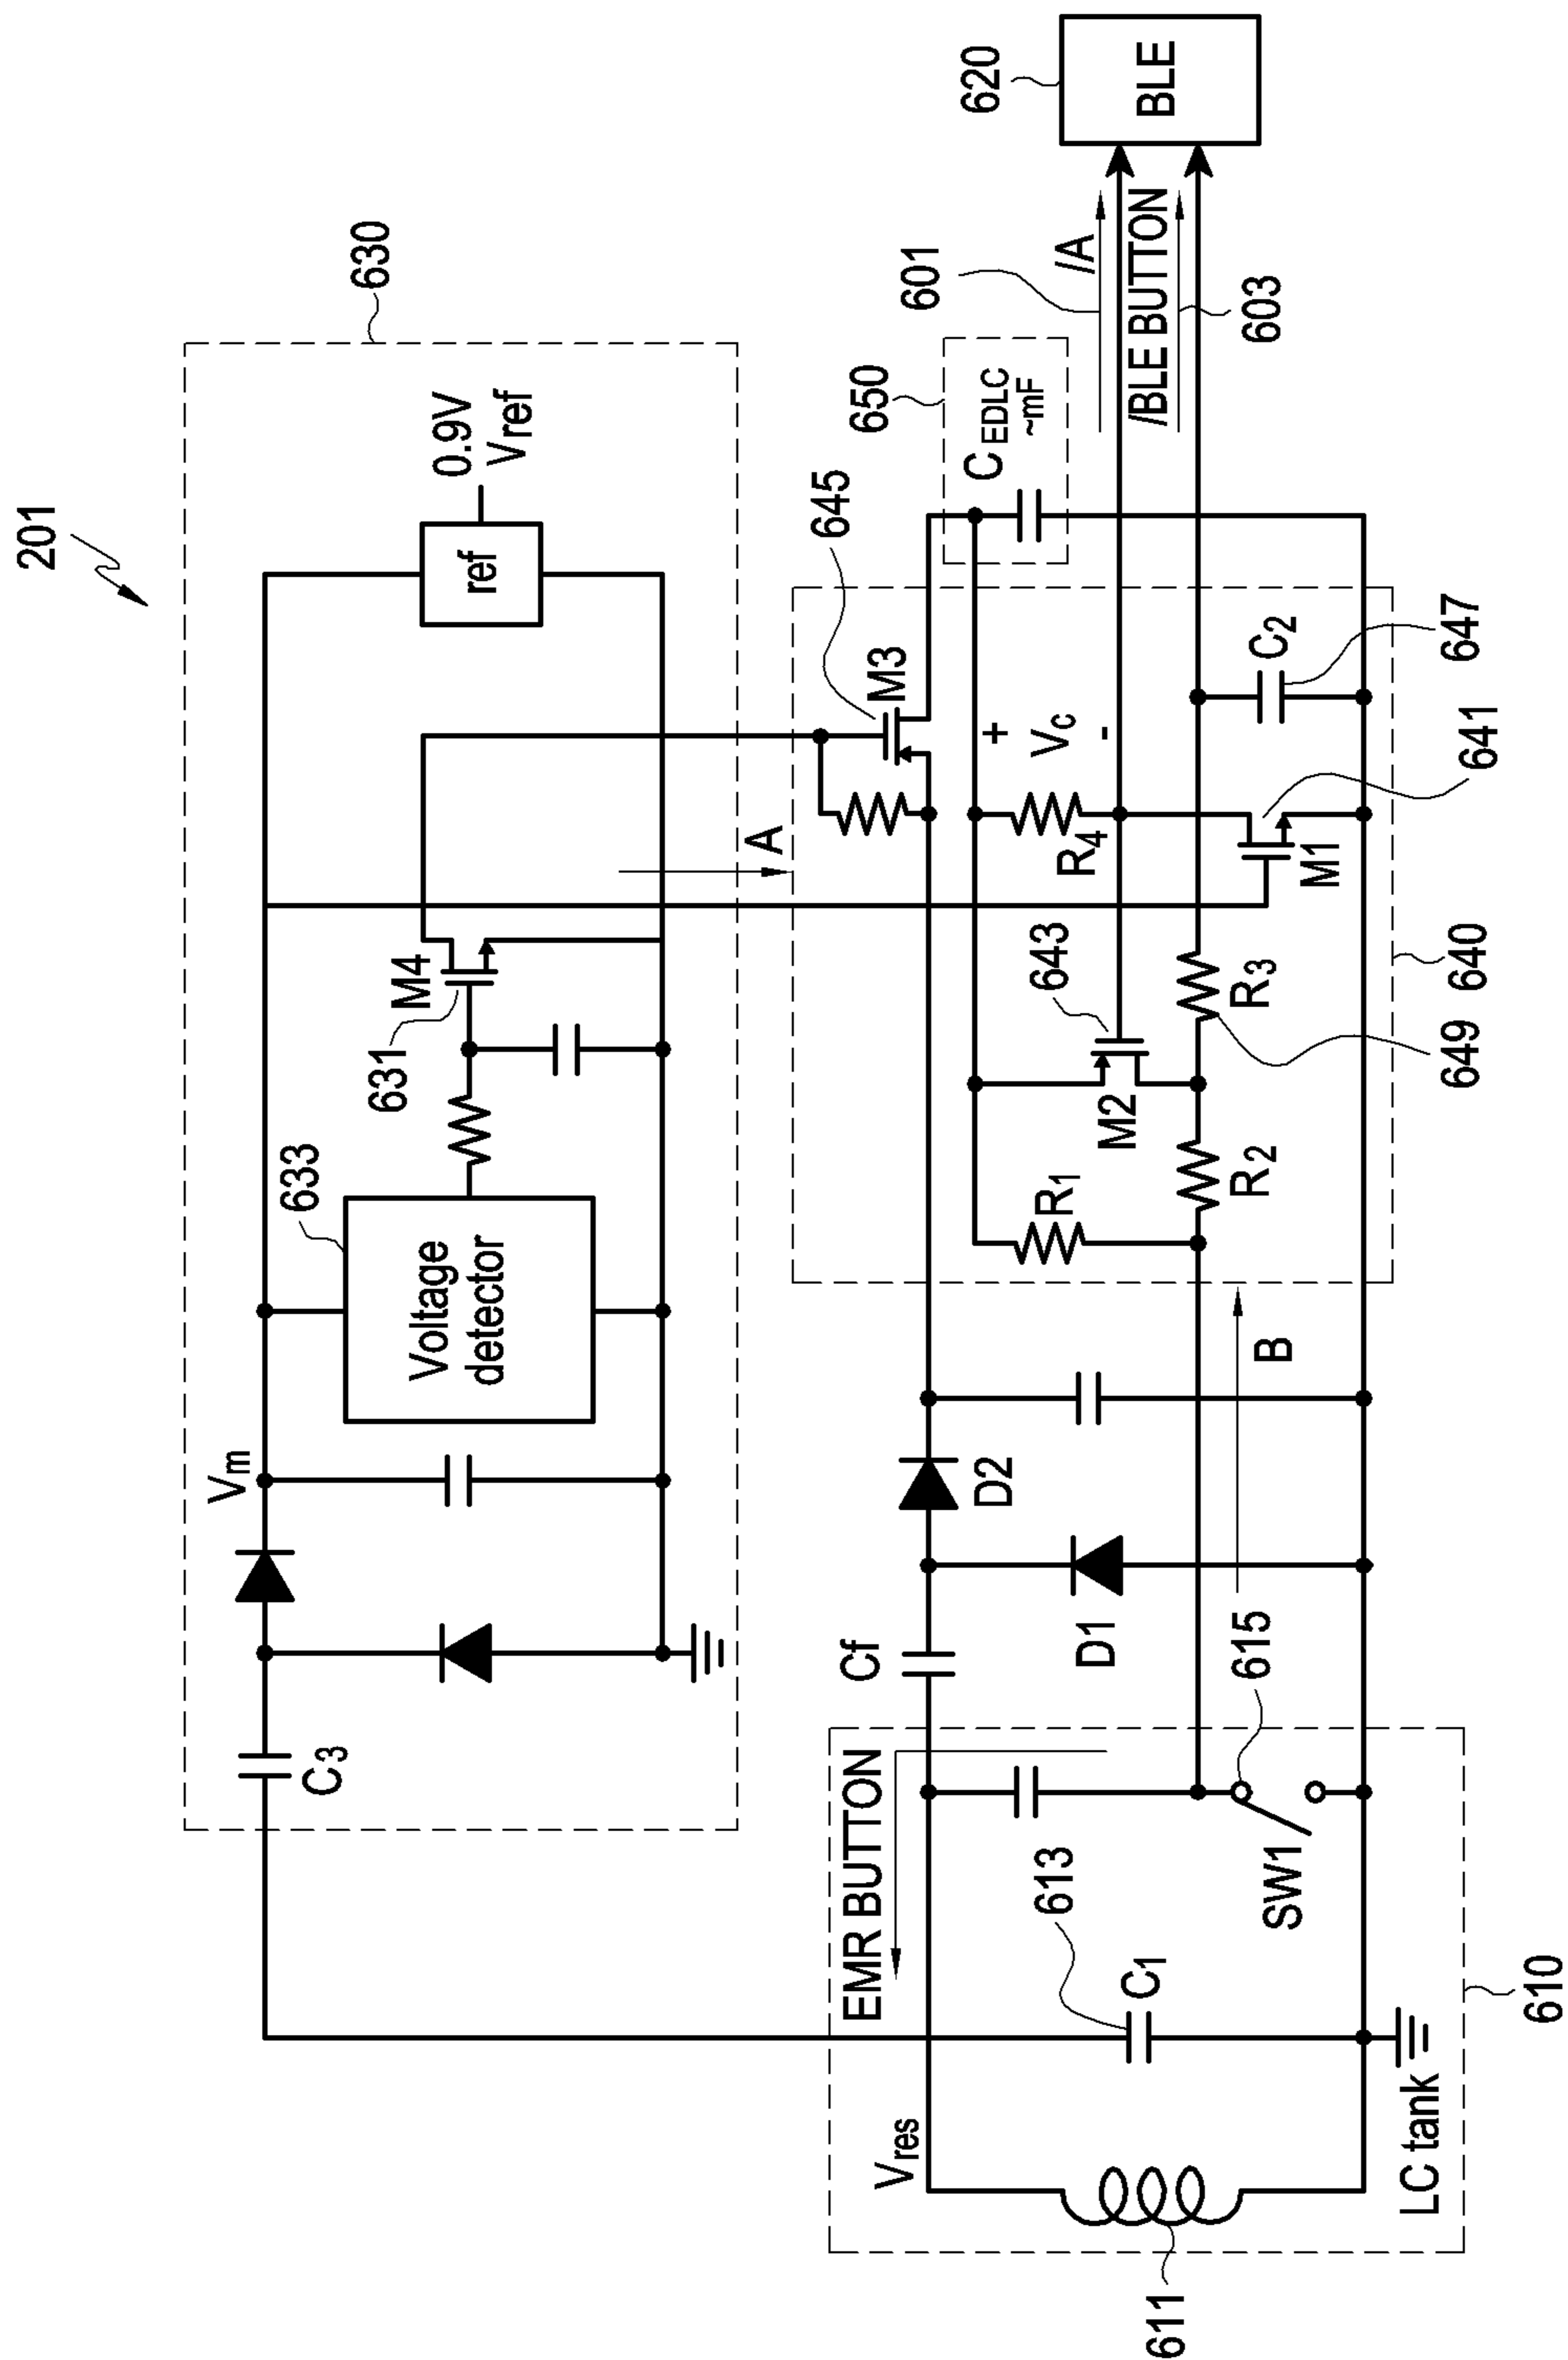 201
630
C3
Vm
Voltage
detector
633
M4
631
ref
0.9V
Vref
A
645
M3
650
C EDLC
~mF
601
/A
620
BLE
/BLE BUTTON
603
EMR BUTTON
Vres
613
C1
611
LC tank
610
SW1
615
Cf
D1
D2
B
R1
R2
M2
643
R3
649
R4
+
Vc
-
M1
641
C2
647
640